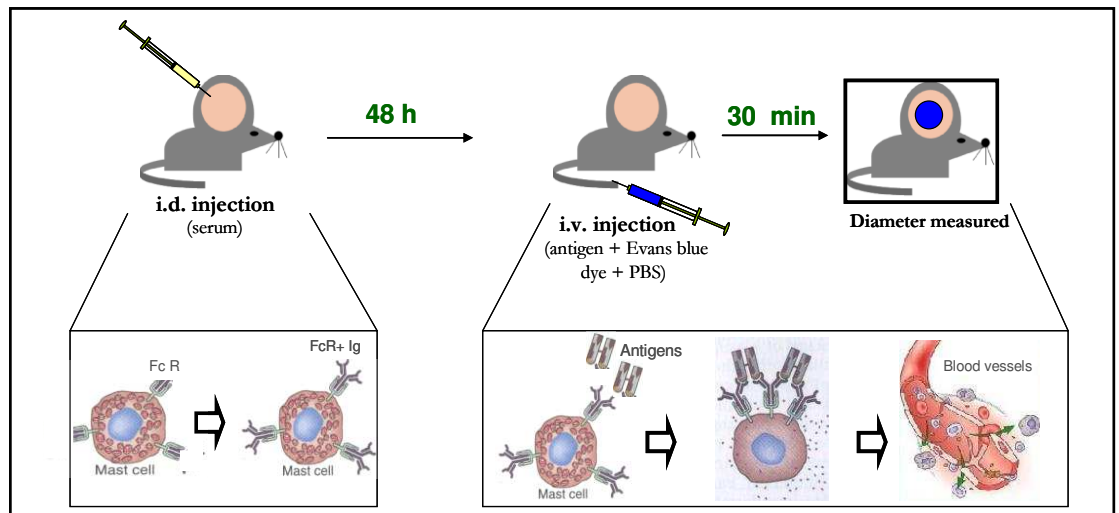 48 h
30 min
i.d. injection
(serum)
i.v. injection
(antigen + Evans blue
dye + PBS)
Diameter measured
Fc R
FcR+ Ig
Mast cell
Mast cell
Antigens
Mast cell
Blood vessels